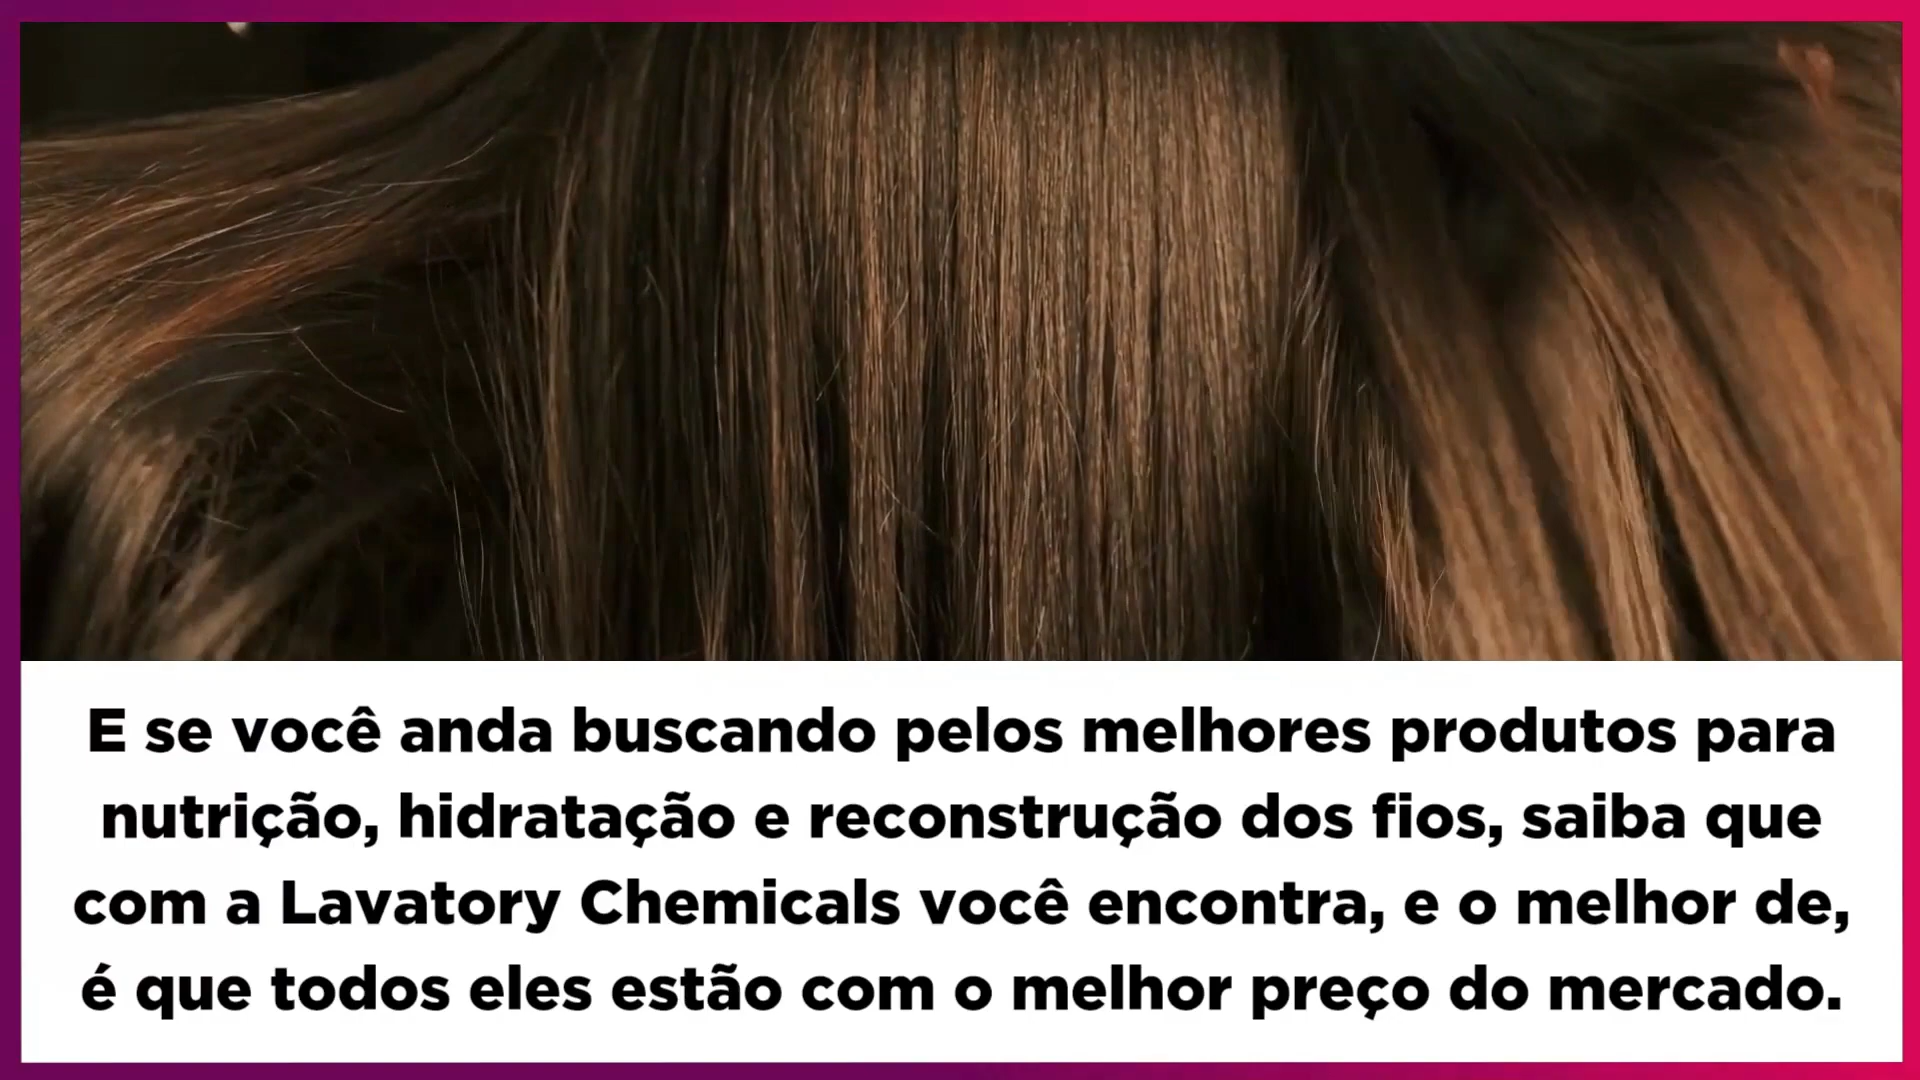 E se você anda buscando pelos melhores produtos para
nutrição, hidratação e reconstrução dos fios, saiba que
com a Lavatory Chemicals você encontra, e o melhor de,
é que todos eles estão com o melhor preço do mercado.